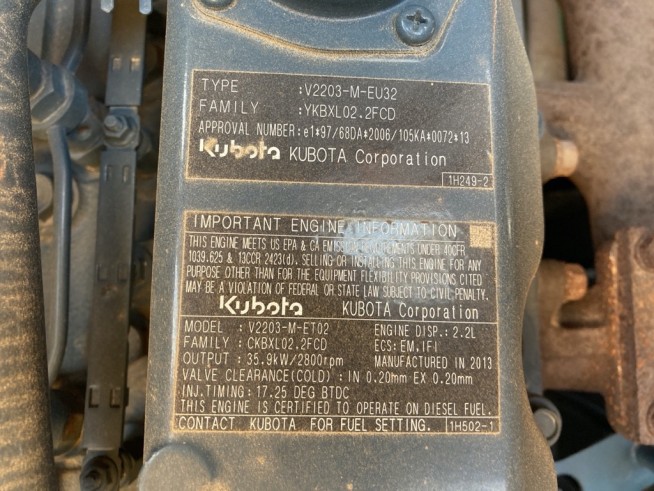 TYPE :V2203-M-EU32
FAMILY :YKBXL02.2FCD
APPROVAL NUMBER:e1*97/68DA*2006/105KA*0072*13
Kubota KUBOTA Corporation
1H249-2
IMPORTANT ENGINE INFORMATION
THIS ENGINE MEETS US EPA & CA EMISSION REQUIREMENTS UNDER 40CFR
1039.625 & 13CCR 2423(d). SELLING OR INSTALLING THIS ENGINE FOR ANY
PURPOSE OTHER THAN FOR THE EQUIPMENT FLEXIBILITY PROVISIONS CITED
MAY BE A VIOLATION OF FEDERAL OR STATE LAW SUBJECT TO CIVIL PENALTY.
Kubota KUBOTA Corporation
MODEL : V2203-M-ET02 ENGINE DISP.: 2.2L
FAMILY : CKBXL02.2FCD ECS: EM,IFI
OUTPUT : 35.9kW/2800rpm MANUFACTURED IN 2013
VALVE CLEARANCE(COLD) : IN 0.20mm EX 0.20mm
INJ.TIMING: 17.25 DEG BTDC
THIS ENGINE IS CERTIFIED TO OPERATE ON DIESEL FUEL.
CONTACT KUBOTA FOR FUEL SETTING. 1H502-1